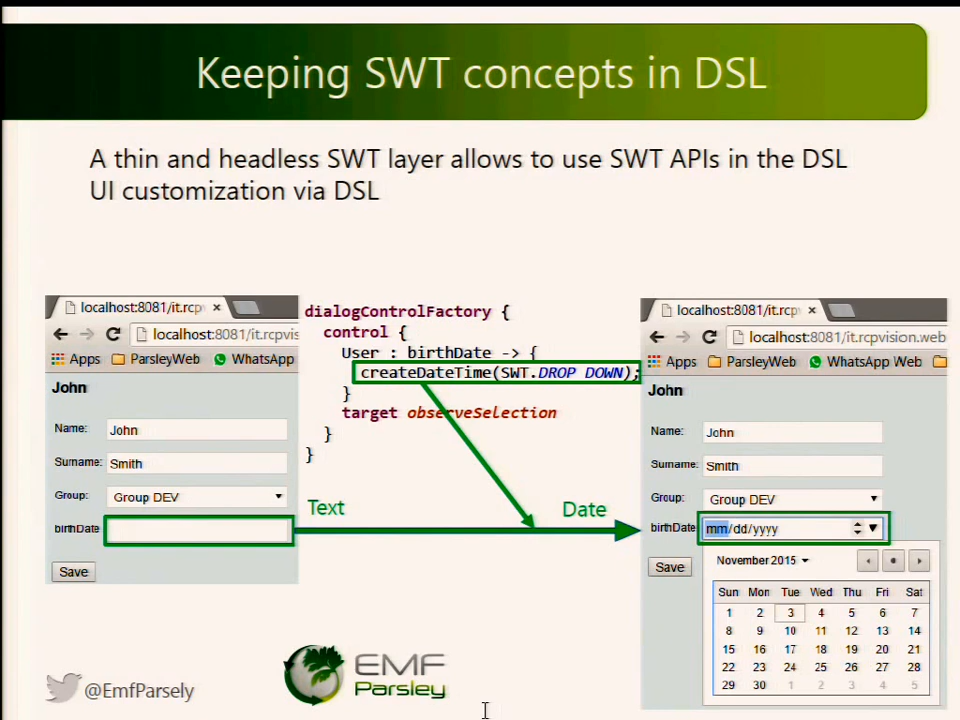 Keeping SWT concepts in DSL
A thin and headless SWT layer allows to use SWT APIs in the DSL
UI customization via DSL
localhost:8081/it.rcpv ×
localhost:8081/it.rcpvis
Apps ParsleyWeb WhatsApp
John
Name: John
Surname: Smith
Group: Group DEV
birthDate
Save
dialogControlFactory {
control {
User : birthDate -> {
createDateTime(SWT.DROP_DOWN);
}
target observeSelection
}
}
Text
Date
localhost:8081/it.rcp ×
localhost:8081/it.rcpvision.web
Apps ParsleyWeb WhatsApp Web
John
Name: John
Surname: Smith
Group: Group DEV
birthDate mm/dd/yyyy
Save
November 2015
Sun Mon Tue Wed Thu Fri Sat
1 2 3 4 5 6 7
8 9 10 11 12 13 14
15 16 17 18 19 20 21
22 23 24 25 26 27 28
29 30 1 2 3 4 5
@EmfParsely
EMF
Parsley